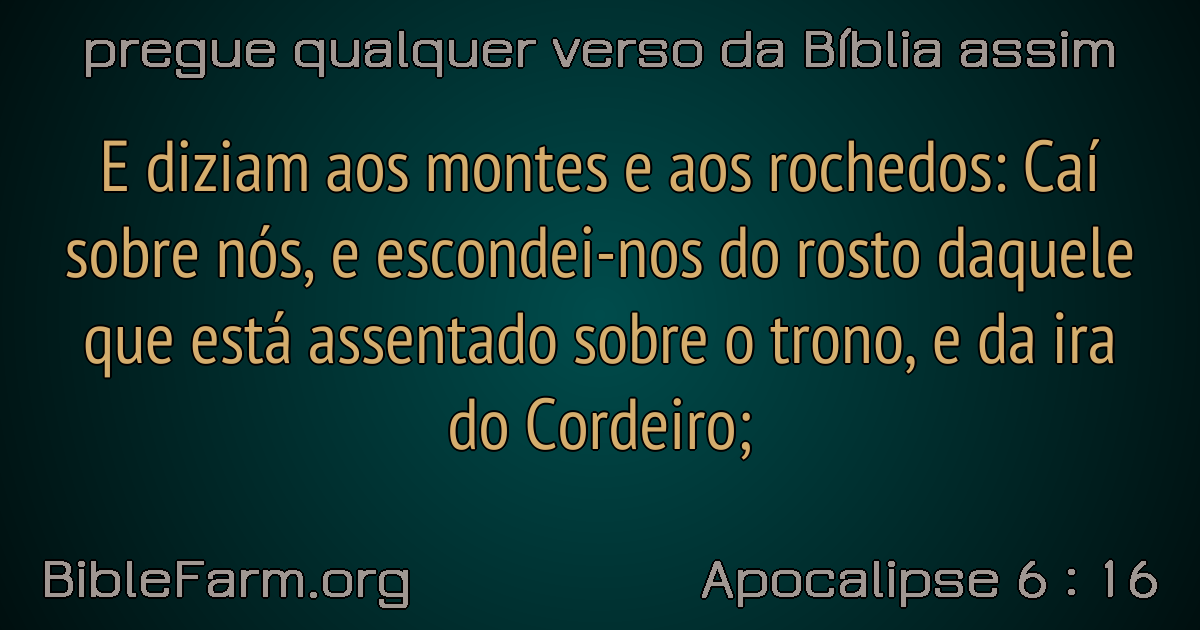 pregue qualquer verso da Bíblia assim
E diziam aos montes e aos rochedos: Caí
sobre nós, e escondei-nos do rosto daquele
que está assentado sobre o trono, e da ira
do Cordeiro;
BibleFarm.org
Apocalipse 6 : 16